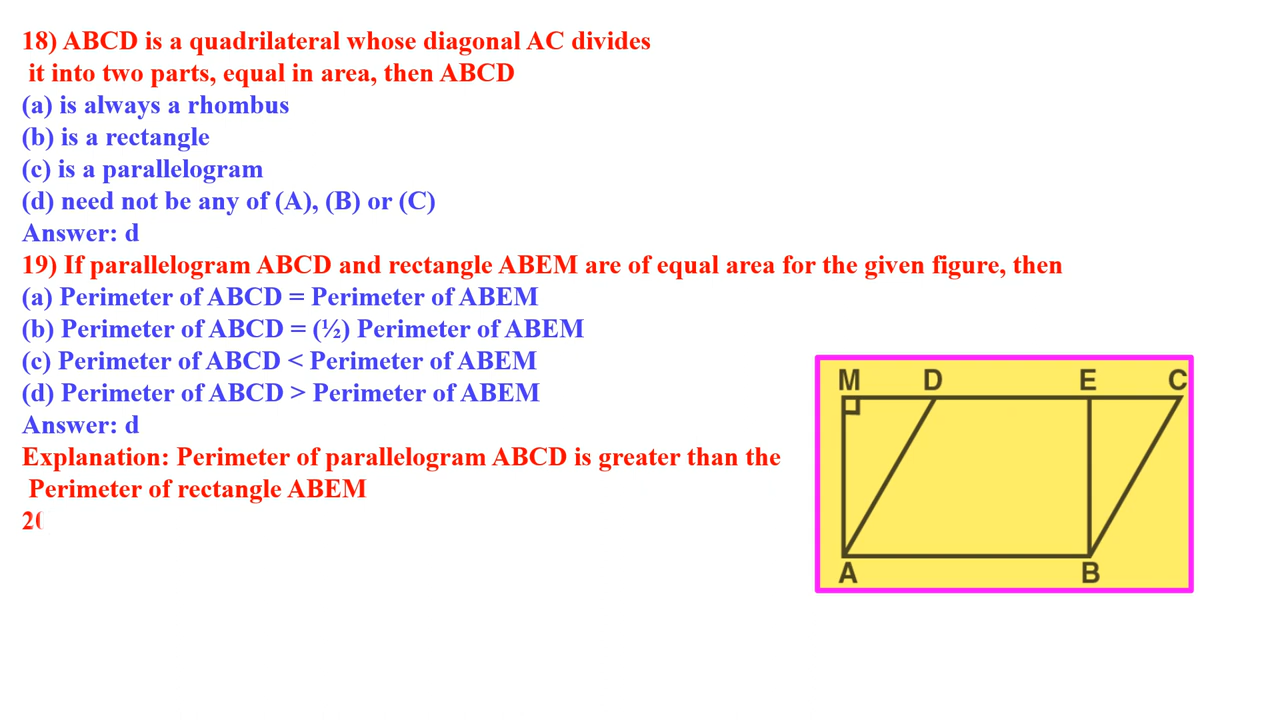 18) ABCD is a quadrilateral whose diagonal AC divides
it into two parts, equal in area, then ABCD
(a) is always a rhombus
(b) is a rectangle
(c) is a parallelogram
(d) need not be any of (A), (B) or (C)
Answer: d
19) If parallelogram ABCD and rectangle ABEM are of equal area for the given figure, then
(a) Perimeter of ABCD = Perimeter of ABEM
(b) Perimeter of ABCD = (½) Perimeter of ABEM
(c) Perimeter of ABCD < Perimeter of ABEM
(d) Perimeter of ABCD > Perimeter of ABEM
Answer: d
Explanation: Perimeter of parallelogram ABCD is greater than the
Perimeter of rectangle ABEM
M D E C
A B